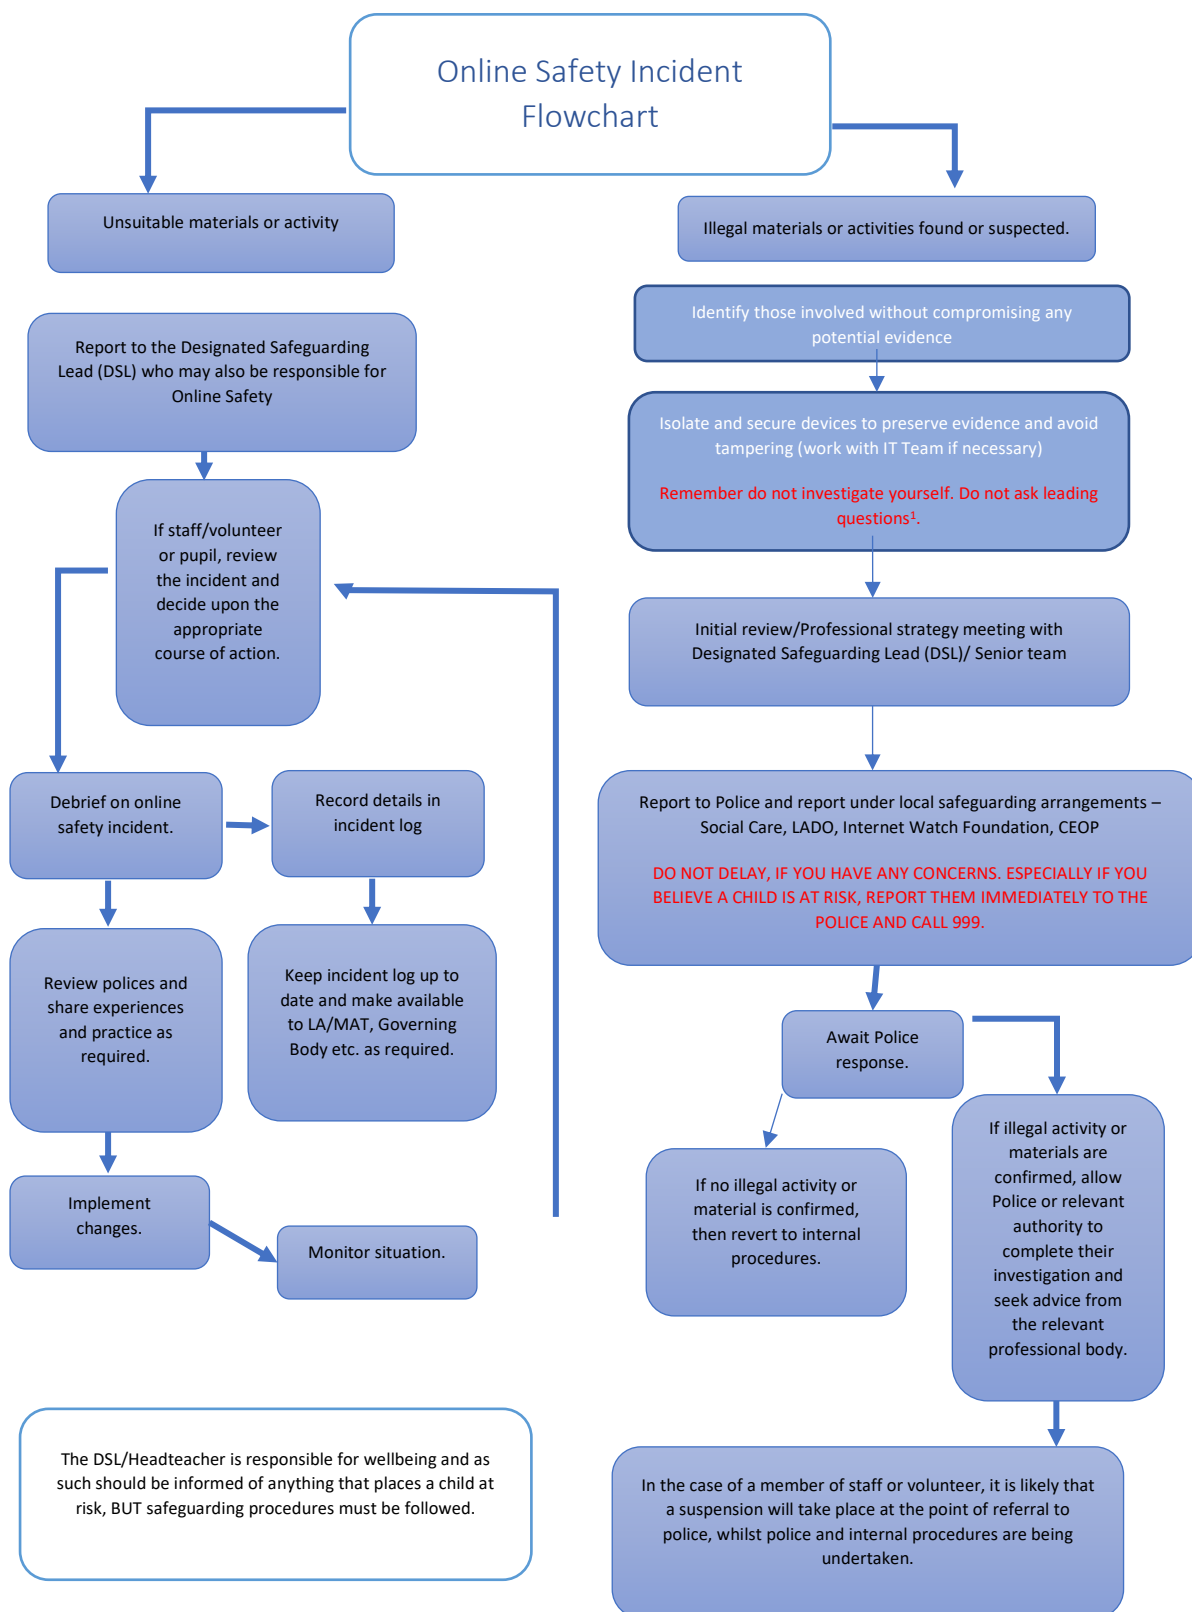 Online Safety Incident
Flowchart
Unsuitable materials or activity
Report to the Designated Safeguarding
Lead (DSL) who may also be responsible for
Online Safety
If staff/volunteer
or pupil, review
the incident and
decide upon the
appropriate
course of action.
Debrief on online
safety incident.
Record details in
incident log
Review polices and
share experiences
and practice as
required.
Keep incident log up to
date and make available
to LA/MAT, Governing
Body etc. as required.
Implement
changes.
Monitor situation.
Illegal materials or activities found or suspected.
Identify those involved without compromising any
potential evidence
Isolate and secure devices to preserve evidence and avoid
tampering (work with IT Team if necessary)
Remember do not investigate yourself. Do not ask leading
questions¹.
Initial review/Professional strategy meeting with
Designated Safeguarding Lead (DSL)/ Senior team
Report to Police and report under local safeguarding arrangements –
Social Care, LADO, Internet Watch Foundation, CEOP
DO NOT DELAY, IF YOU HAVE ANY CONCERNS. ESPECIALLY IF YOU
BELIEVE A CHILD IS AT RISK, REPORT THEM IMMEDIATELY TO THE
POLICE AND CALL 999.
Await Police
response.
If no illegal activity or
material is confirmed,
then revert to internal
procedures.
If illegal activity or
materials are
confirmed, allow
Police or relevant
authority to
complete their
investigation and
seek advice from
the relevant
professional body.
In the case of a member of staff or volunteer, it is likely that
a suspension will take place at the point of referral to
police, whilst police and internal procedures are being
undertaken.
The DSL/Headteacher is responsible for wellbeing and as
such should be informed of anything that places a child at
risk, BUT safeguarding procedures must be followed.